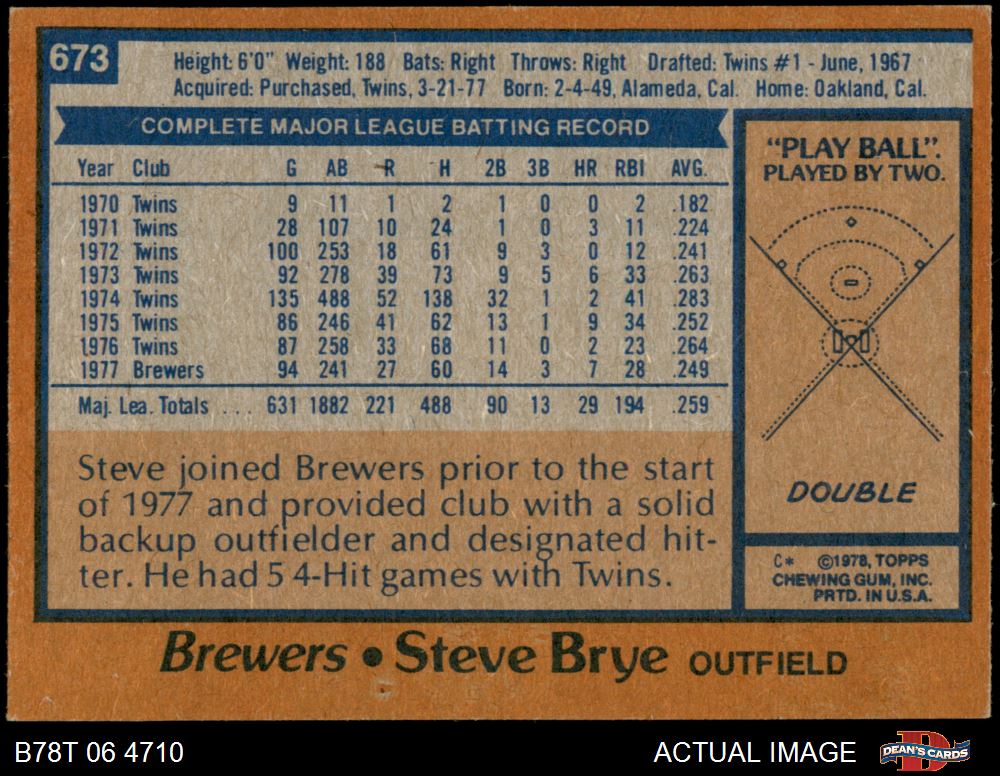 673
Height: 6'0" Weight: 188 Bats: Right Throws: Right Drafted: Twins #1 - June, 1967
Acquired: Purchased, Twins, 3-21-77 Born: 2-4-49, Alameda, Cal. Home: Oakland, Cal.
COMPLETE MAJOR LEAGUE BATTING RECORD
Year Club G AB R H 2B 3B HR RBI AVG.
1970 Twins 9 11 1 2 1 0 0 2 .182
1971 Twins 28 107 10 24 1 0 3 11 .224
1972 Twins 100 253 18 61 9 3 0 12 .241
1973 Twins 92 278 39 73 9 5 6 33 .263
1974 Twins 135 488 52 138 32 1 2 41 .283
1975 Twins 86 246 41 62 13 1 9 34 .252
1976 Twins 87 258 33 68 11 0 2 23 .264
1977 Brewers 94 241 27 60 14 3 7 28 .249
Maj. Lea. Totals ... 631 1882 221 488 90 13 29 194 .259
Steve joined Brewers prior to the start
of 1977 and provided club with a solid
backup outfielder and designated hit-
ter. He had 5 4-Hit games with Twins.
"PLAY BALL".
PLAYED BY TWO.
DOUBLE
C* ©1978, TOPPS
CHEWING GUM, INC.
PRTD. IN U.S.A.
Brewers • Steve Brye OUTFIELD
B78T 06 4710 ACTUAL IMAGE
DEAN'S CARDS